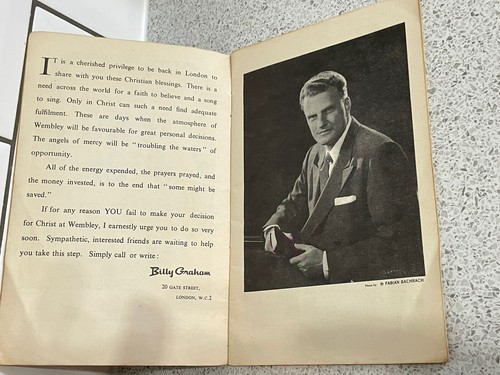 IT is a cherished privilege to be back in London to
share with you these Christian blessings. There is a
need across the world for a faith to believe and a song
to sing. Only in Christ can such a need find adequate
fulfilment. These are days when the atmosphere of
Wembley will be favourable for great personal decisions.
The angels of mercy will be "troubling the waters" of
opportunity.
All of the energy expended, the prayers prayed, and
the money invested, is to the end that "some might be
saved."
If for any reason YOU fail to make your decision
for Christ at Wembley, I earnestly urge you to do so very
soon. Sympathetic, interested friends are waiting to help
you take this step. Simply call or write:
Billy Graham
20 GATE STREET,
LONDON, W.C.2
Photo by FABIAN BACHRACH